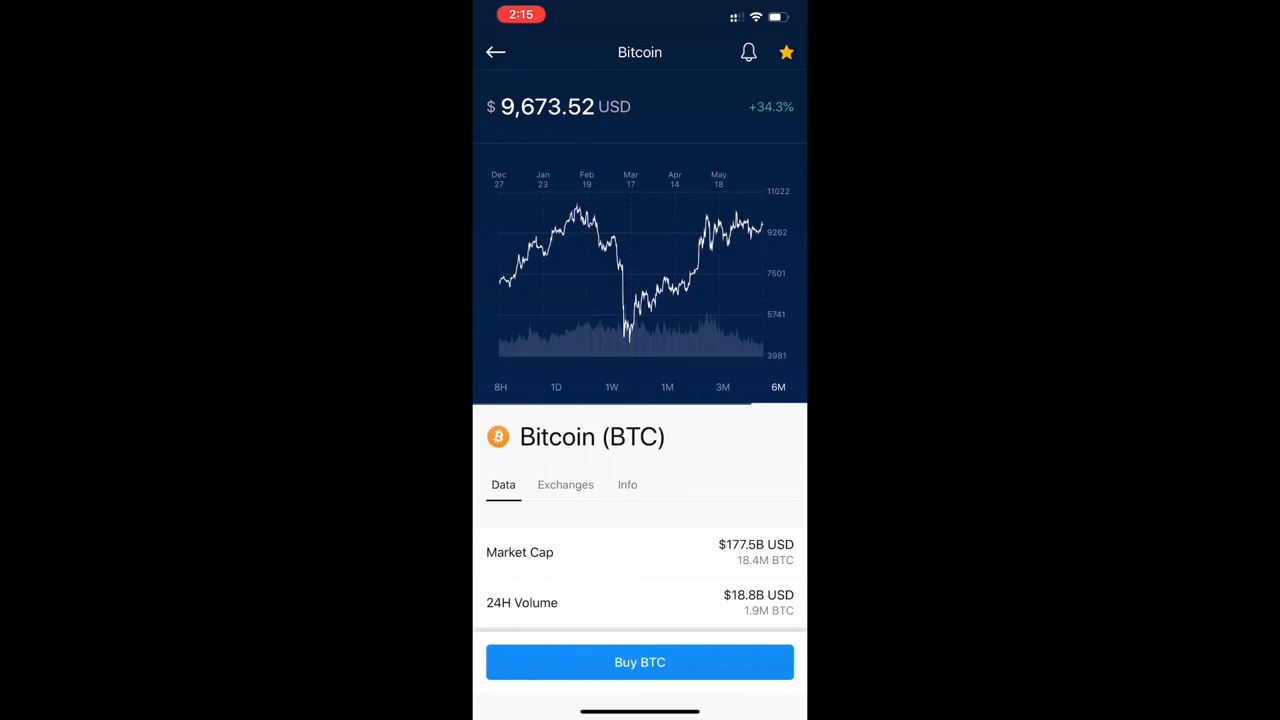 2:15
Bitcoin
$ 9,673.52 USD
+34.3%
Dec Jan Feb Mar Apr May
27 23 19 17 14 18
11022
9262
7501
5741
3981
8H 1D 1W 1M 3M 6M
Bitcoin (BTC)
Data Exchanges Info
Market Cap
$177.5B USD
18.4M BTC
24H Volume
$18.8B USD
1.9M BTC
Buy BTC